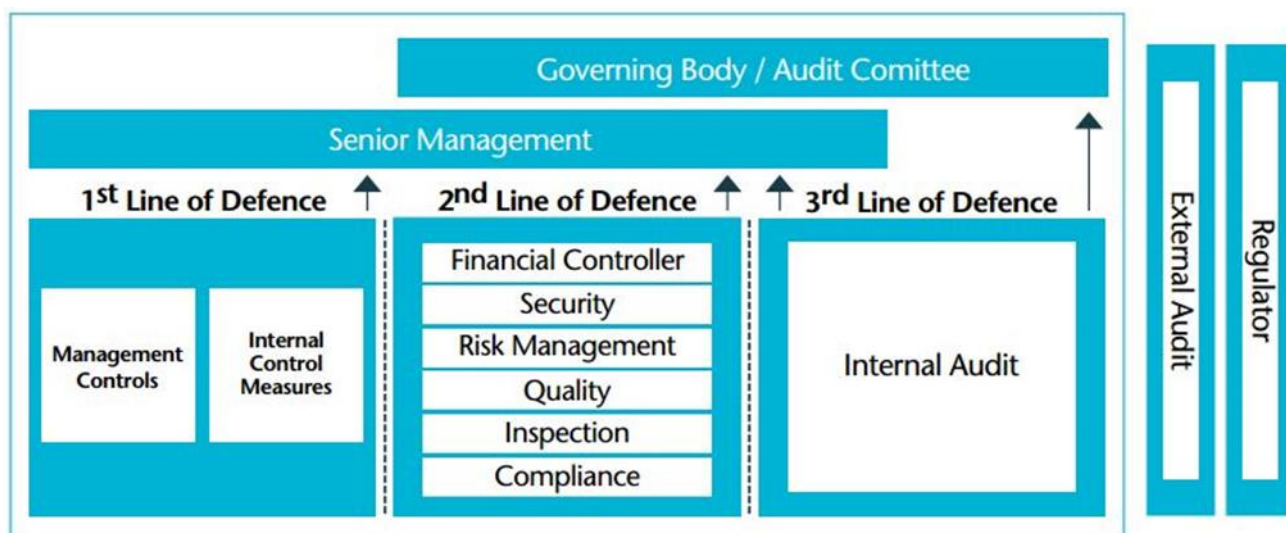 Governing Body / Audit Comittee
Senior Management
1st Line of Defence
2nd Line of Defence
3rd Line of Defence
Management
Controls
Internal
Control
Measures
Financial Controller
Security
Risk Management
Quality
Inspection
Compliance
Internal Audit
External Audit
Regulator